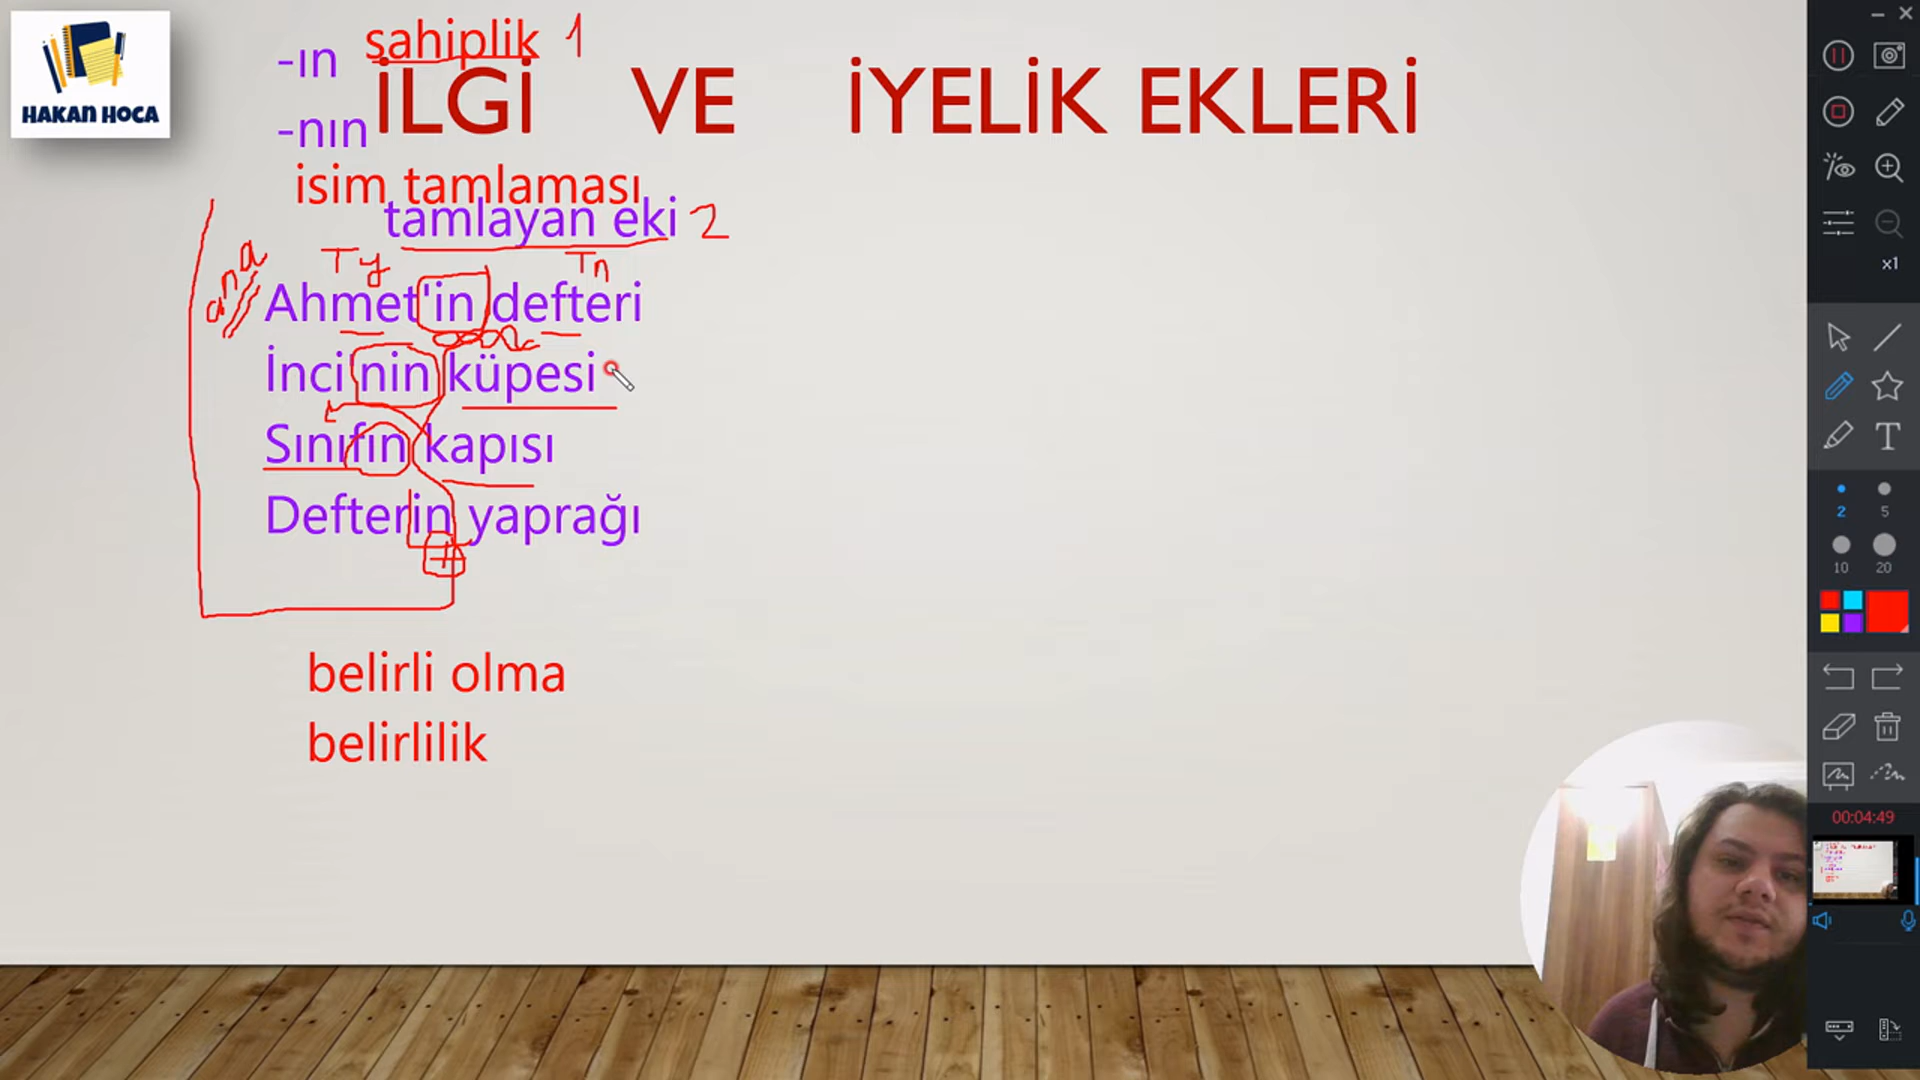 HAKAN HOCA
-ın sahiplik 1
İLGİ VE İYELİK EKLERİ
-nın
isim tamlaması
tamlayan eki 2
Ty Tn
ana
Ahmet'in defteri
İnci'nin küpesi
Sınıfın kapısı
Defterin yaprağı
belirli olma
belirlilik
x1
2 5
10 20
00:04:49